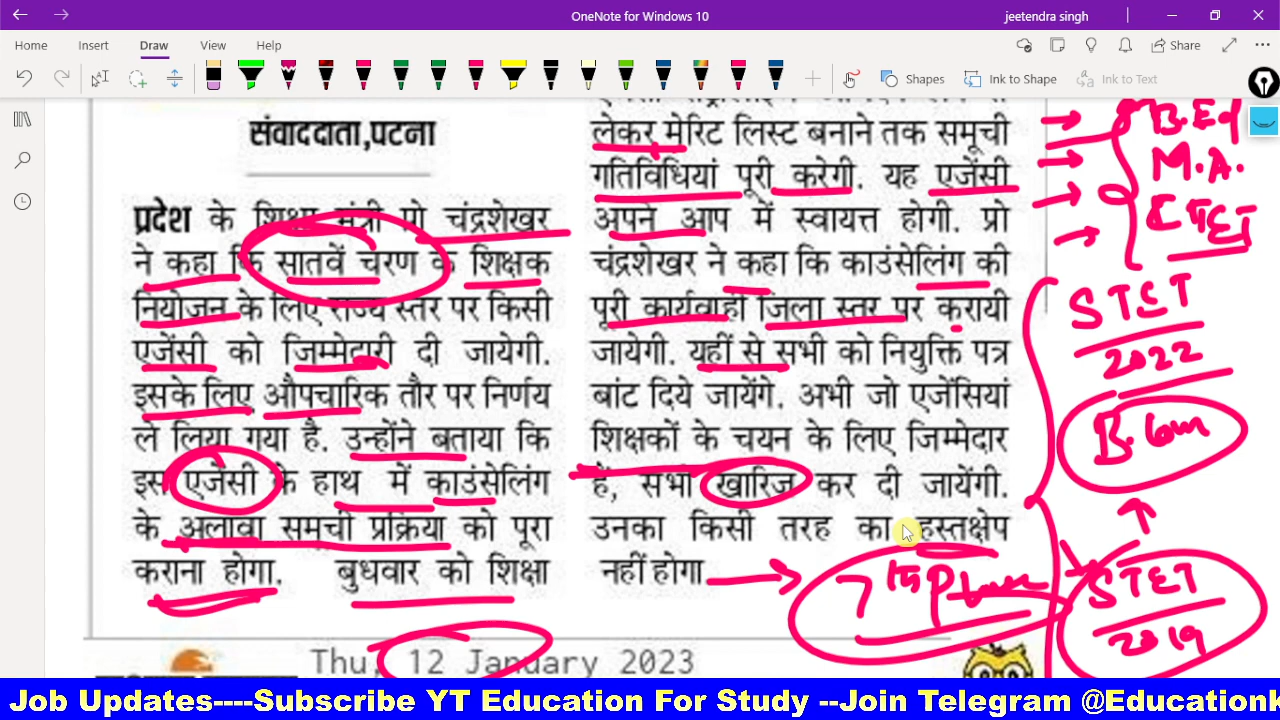 OneNote for Windows 10
jeetendra singh
Home Insert Draw View Help
Share
Shapes
Ink to Shape
Ink to Text
संवाददाता,पटना
प्रदेश के शिक्षा मंत्री प्रो चंद्रशेखर
ने कहा कि सातवें चरण के शिक्षक
नियोजन के लिए राज्य स्तर पर किसी
एजेंसी को जिम्मेदारी दी जायेगी.
इसके लिए औपचारिक तौर पर निर्णय
ले लिया गया है. उन्होंने बताया कि
इस एजेंसी के हाथ में काउंसेलिंग
के अलावा समूची प्रक्रिया को पूरा
कराना होगा. बुधवार को शिक्षा
लेकर मेरिट लिस्ट बनाने तक समूची
गतिविधियां पूरी करेगी. यह एजेंसी
अपने आप में स्वायत्त होगी. प्रो
चंद्रशेखर ने कहा कि काउंसेलिंग की
पूरी कार्यवाही जिला स्तर पर करायी
जायेगी. यहीं से सभी को नियुक्ति पत्र
बांट दिये जायेंगे. अभी जो एजेंसियां
शिक्षकों के चयन के लिए जिम्मेदार
हैं, सभी खारिज कर दी जायेंगी.
उनका किसी तरह का हस्तक्षेप
नहीं होगा
B.Ed
M.A.
CTET
STET
2022
B.Com
STET
2019
Thu, 12 January 2023
Job Updates----Subscribe YT Education For Study --Join Telegram @Education